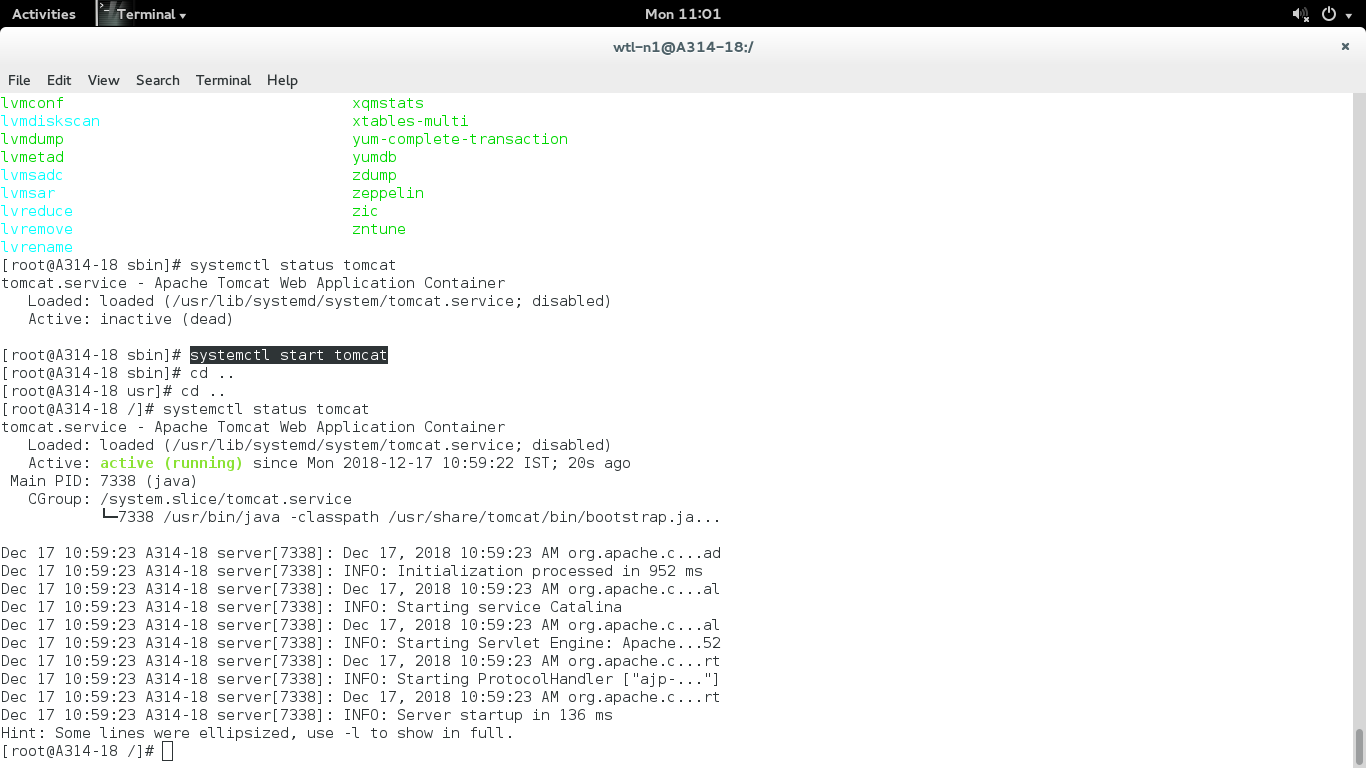 Activities Terminal Mon 11:01
wtl-n1@A314-18:/
File Edit View Search Terminal Help
lvmconf xqmstats
lvmdiskscan xtables-multi
lvmdump yum-complete-transaction
lvmetad yumdb
lvmsadc zdump
lvmsar zeppelin
lvreduce zic
lvremove zntune
lvrename
[root@A314-18 sbin]# systemctl status tomcat
tomcat.service - Apache Tomcat Web Application Container
   Loaded: loaded (/usr/lib/systemd/system/tomcat.service; disabled)
   Active: inactive (dead)
[root@A314-18 sbin]# systemctl start tomcat
[root@A314-18 sbin]# cd ..
[root@A314-18 usr]# cd ..
[root@A314-18 /]# systemctl status tomcat
tomcat.service - Apache Tomcat Web Application Container
   Loaded: loaded (/usr/lib/systemd/system/tomcat.service; disabled)
   Active: active (running) since Mon 2018-12-17 10:59:22 IST; 20s ago
 Main PID: 7338 (java)
   CGroup: /system.slice/tomcat.service
           └─7338 /usr/bin/java -classpath /usr/share/tomcat/bin/bootstrap.ja...
Dec 17 10:59:23 A314-18 server[7338]: Dec 17, 2018 10:59:23 AM org.apache.c...ad
Dec 17 10:59:23 A314-18 server[7338]: INFO: Initialization processed in 952 ms
Dec 17 10:59:23 A314-18 server[7338]: Dec 17, 2018 10:59:23 AM org.apache.c...al
Dec 17 10:59:23 A314-18 server[7338]: INFO: Starting service Catalina
Dec 17 10:59:23 A314-18 server[7338]: Dec 17, 2018 10:59:23 AM org.apache.c...al
Dec 17 10:59:23 A314-18 server[7338]: INFO: Starting Servlet Engine: Apache...52
Dec 17 10:59:23 A314-18 server[7338]: Dec 17, 2018 10:59:23 AM org.apache.c...rt
Dec 17 10:59:23 A314-18 server[7338]: INFO: Starting ProtocolHandler ["ajp-..."]
Dec 17 10:59:23 A314-18 server[7338]: Dec 17, 2018 10:59:23 AM org.apache.c...rt
Dec 17 10:59:23 A314-18 server[7338]: INFO: Server startup in 136 ms
Hint: Some lines were ellipsized, use -l to show in full.
[root@A314-18 /]#